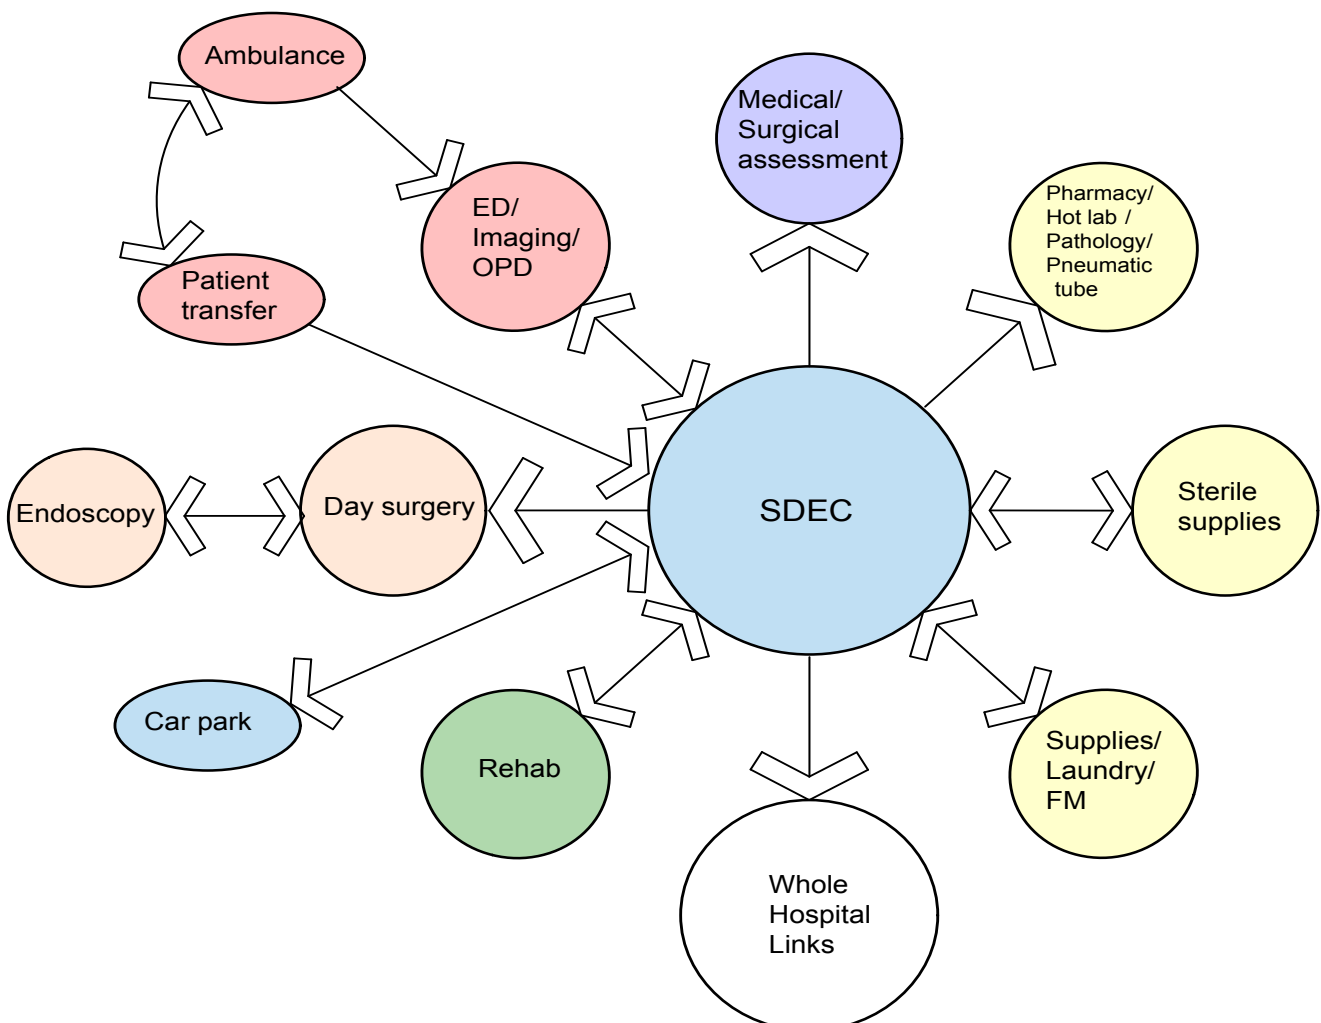 Ambulance
Medical/
Surgical
assessment
ED/
Imaging/
OPD
Pharmacy/
Hot lab /
Pathology/
Pneumatic
tube
Patient
transfer
Endoscopy
Day surgery
SDEC
Sterile
supplies
Car park
Rehab
Supplies/
Laundry/
FM
Whole
Hospital
Links